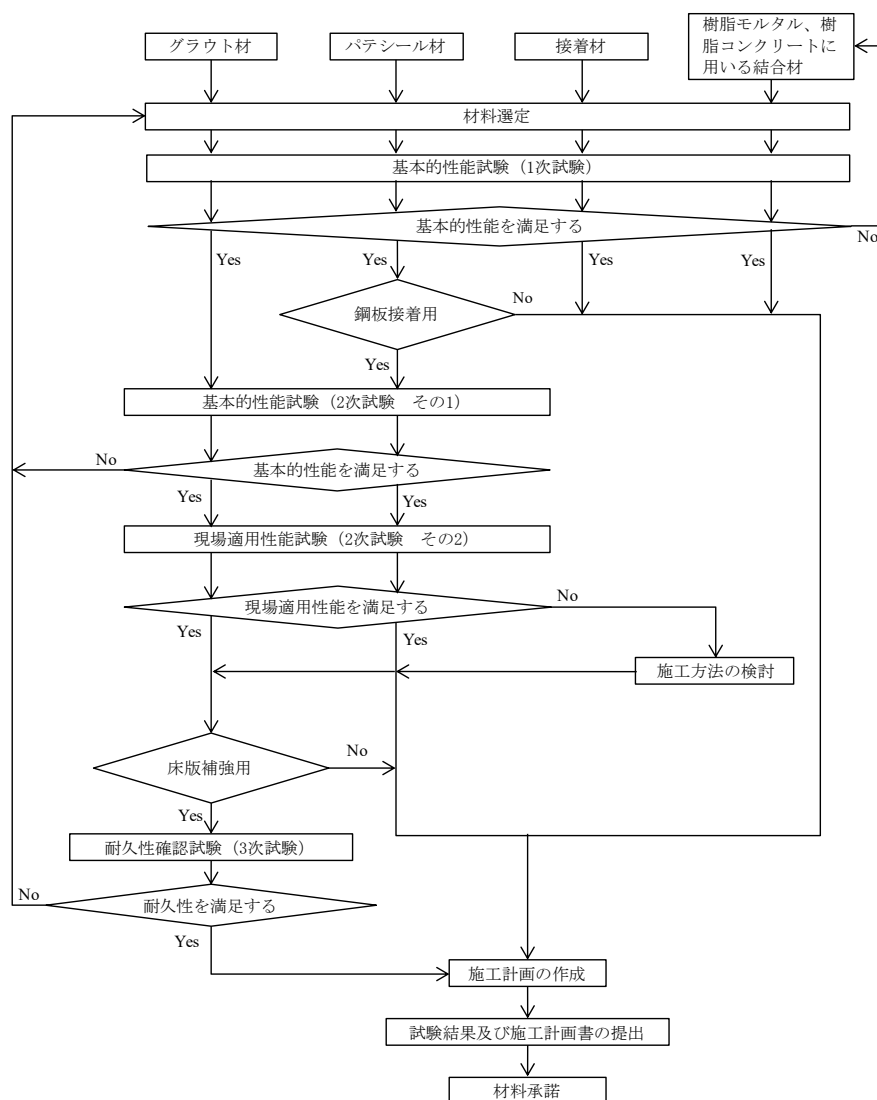 グラウト材
パテシール材
接着材
樹脂モルタル、樹
脂コンクリートに
用いる結合材
材料選定
基本的性能試験（1次試験）
基本的性能を満足する
No
Yes
Yes
Yes
Yes
鋼板接着用
No
Yes
基本的性能試験（2次試験　その1）
基本的性能を満足する
No
Yes
Yes
現場適用性能試験（2次試験　その2）
現場適用性能を満足する
No
Yes
Yes
施工方法の検討
床版補強用
No
Yes
耐久性確認試験（3次試験）
耐久性を満足する
No
Yes
施工計画の作成
試験結果及び施工計画書の提出
材料承諾